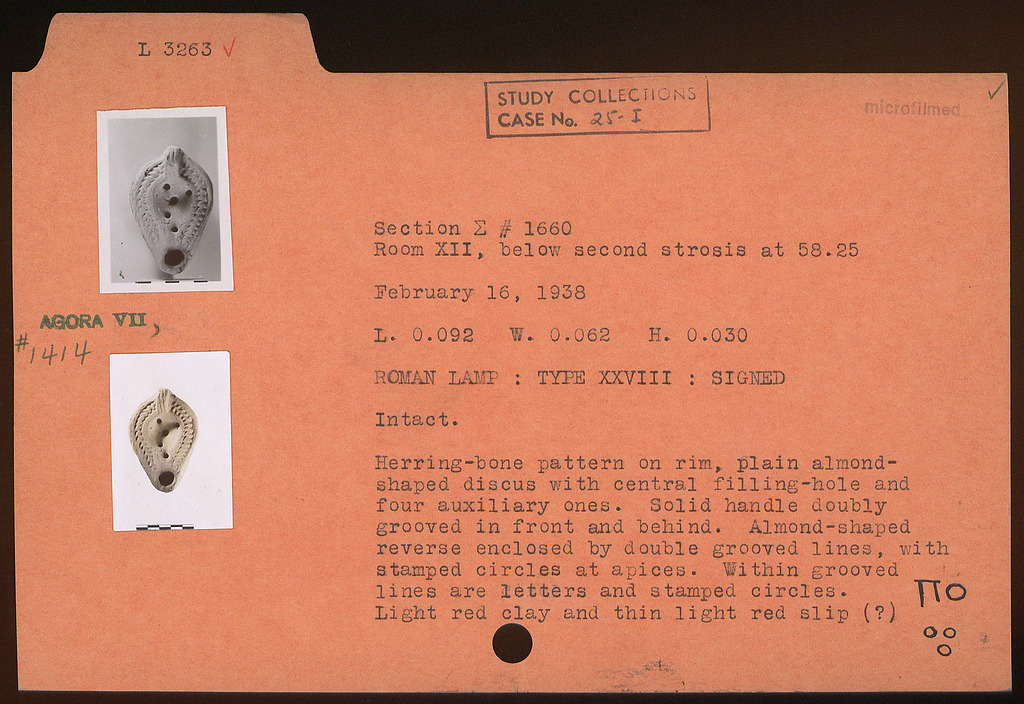 L 3263 ✓
STUDY COLLECTIONS
CASE No. 25-I
microfilmed
AGORA VII,
#1414
Section Σ # 1660
Room XII, below second strosis at 58.25
February 16, 1938
L. 0.092 W. 0.062 H. 0.030
ROMAN LAMP : TYPE XXVIII : SIGNED
Intact.
Herring-bone pattern on rim, plain almond-
shaped discus with central filling-hole and
four auxiliary ones. Solid handle doubly
grooved in front and behind. Almond-shaped
reverse enclosed by double grooved lines, with
stamped circles at apices. Within grooved
lines are letters and stamped circles.
Light red clay and thin light red slip (?)
ΠΟ